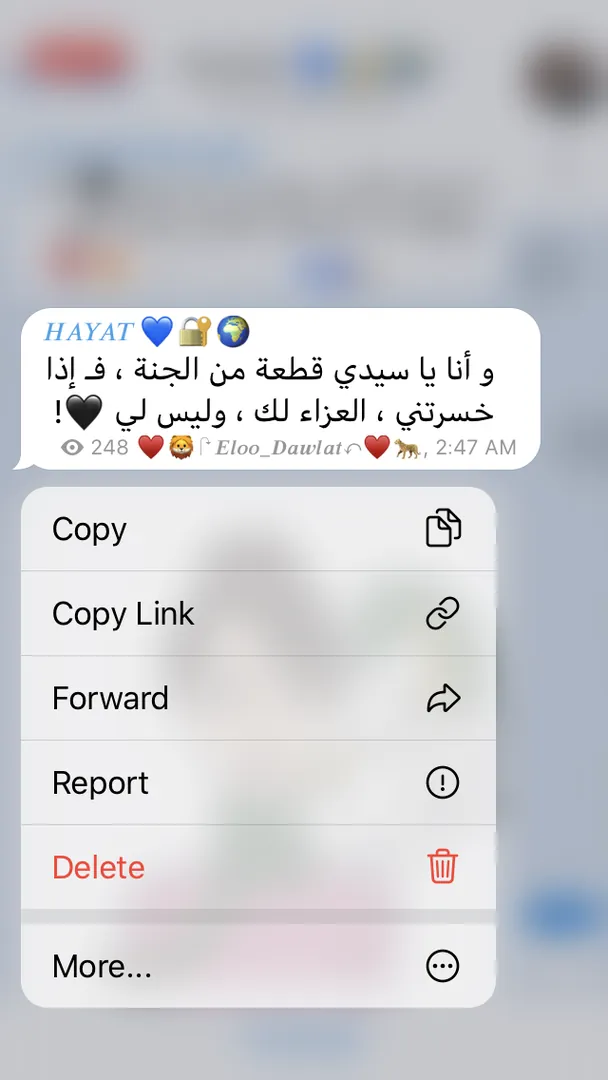 𝐻𝐴𝑌𝐴𝑇 💙🔐🌍
و أنا يا سيدي قطعة من الجنة ، فـ إذا
خسرتني ، العزاء لك ، وليس لي 🖤!
248 ♥️🦁 𝑬𝒍𝒐𝒐_𝑫𝒂𝒘𝒍𝒂𝒕 ♥️🐆, 2:47 AM
Copy
Copy Link
Forward
Report
Delete
More...